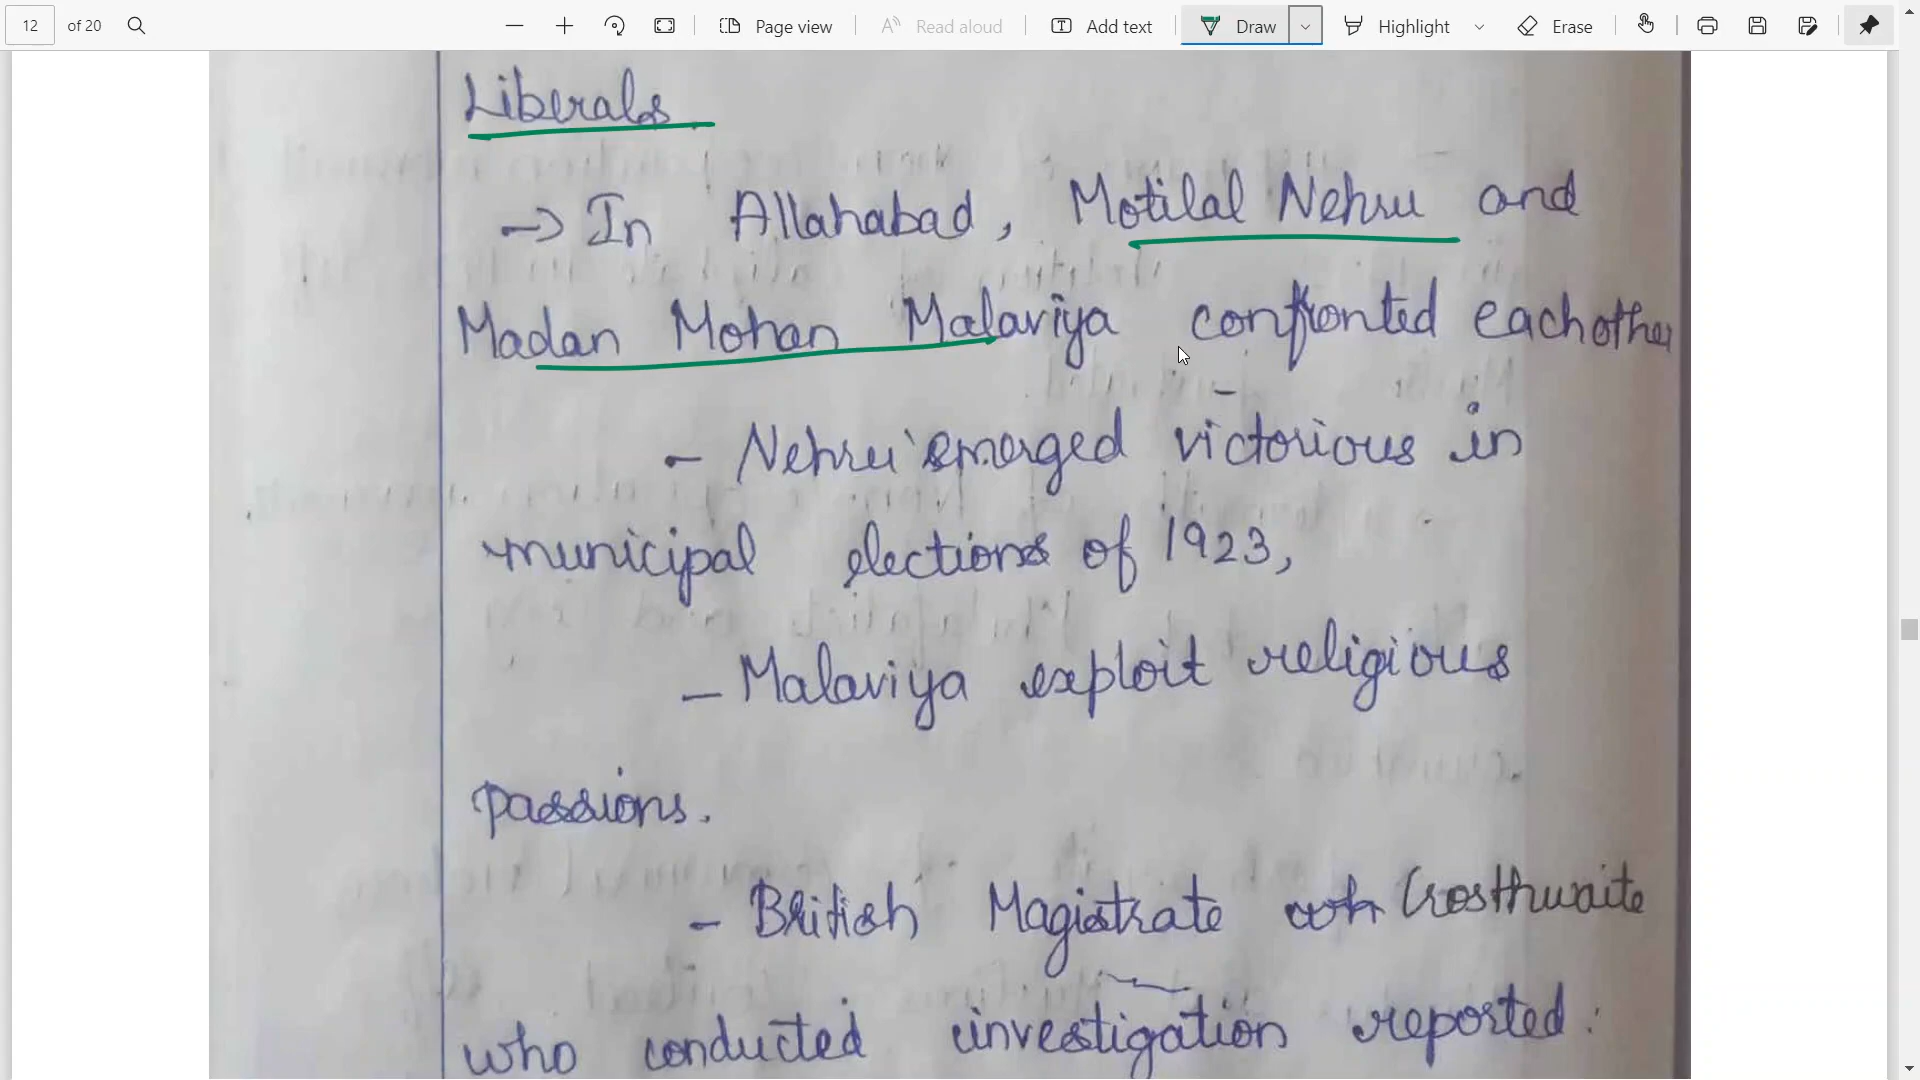 12 of 20 Page view Read aloud Add text Draw Highlight Erase
Liberals.
→ In Allahabad, Motilal Nehru and
Madan Mohan Malaviya confronted eachother
- Nehru emerged victorious in
municipal elections of 1923,
- Malaviya exploit religious
passions.
- British Magistrate Crosthwaite
who conducted investigation reported: